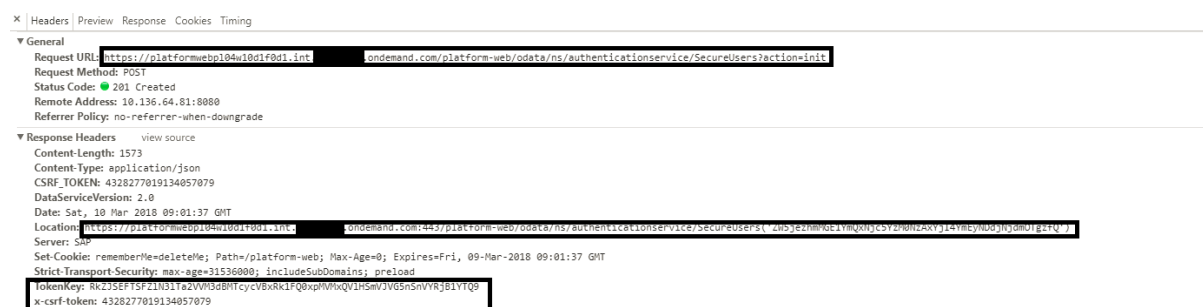 × Headers Preview Response Cookies Timing
▼ General
Request URL: https://platformwebpl04w10d1f0d1.int. .ondemand.com/platform-web/odata/ns/authenticationservice/SecureUsers?action=init
Request Method: POST
Status Code: 201 Created
Remote Address: 10.136.64.81:8080
Referrer Policy: no-referrer-when-downgrade
▼ Response Headers view source
Content-Length: 1573
Content-Type: application/json
CSRF_TOKEN: 4328277019134057079
DataServiceVersion: 2.0
Date: Sat, 10 Mar 2018 09:01:37 GMT
Location: https://platformwebpl04w10d1f0d1.int. .ondemand.com:443/platform-web/odata/ns/authenticationservice/SecureUsers(
Server: SAP
Set-Cookie: rememberMe=deleteMe; Path=/platform-web; Max-Age=0; Expires=Fri, 09-Mar-2018 09:01:37 GMT
Strict-Transport-Security: max-age=31536000; includeSubDomains; preload
TokenKey:
x-csrf-token: 4328277019134057079